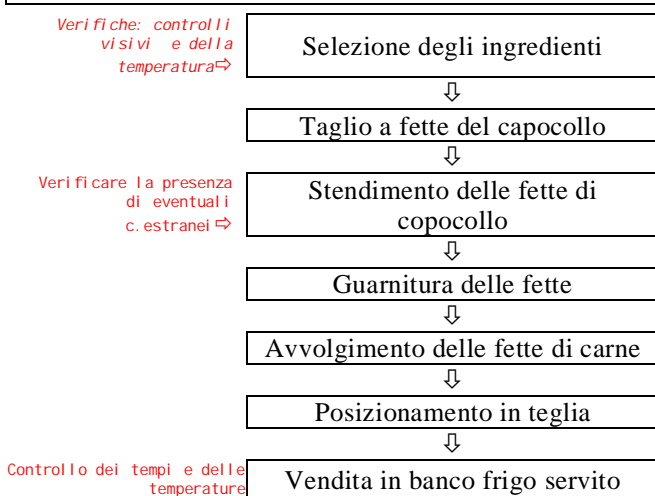 Verifiche: controlli
visivi e della
temperatura⇨
Selezione degli ingredienti
⇩
Taglio a fette del capocollo
⇩
Verificare la presenza
di eventuali
c. estranei ⇨
Stendimento delle fette di
copocollo
⇩
Guarnitura delle fette
⇩
Avvolgimento delle fette di carne
⇩
Posizionamento in teglia
⇩
Controllo dei tempi e delle
temperature
Vendita in banco frigo servito